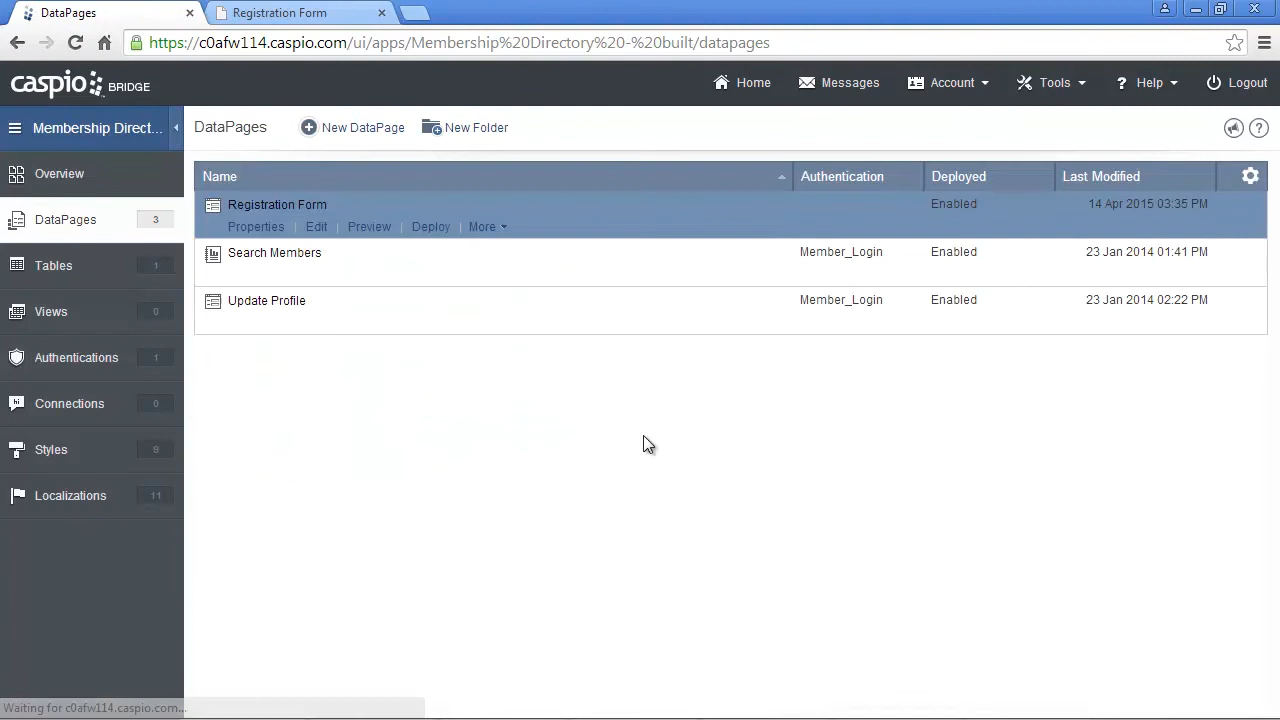 DataPages
Registration Form
https://c0afw114.caspio.com/ui/apps/Membership%20Directory%20-%20built/datapages
caspio BRIDGE
Home
Messages
Account
Tools
? Help
Logout
Membership Direct...
DataPages
New DataPage
New Folder
?
Overview
DataPages 3
Tables 1
Views 0
Authentications 1
hi Connections 0
Styles 9
Localizations 11
Name Authentication Deployed Last Modified
Registration Form Enabled 14 Apr 2015 03:35 PM
Properties | Edit | Preview | Deploy | More
Search Members Member_Login Enabled 23 Jan 2014 01:41 PM
Update Profile Member_Login Enabled 23 Jan 2014 02:22 PM
Waiting for c0afw114.caspio.com...